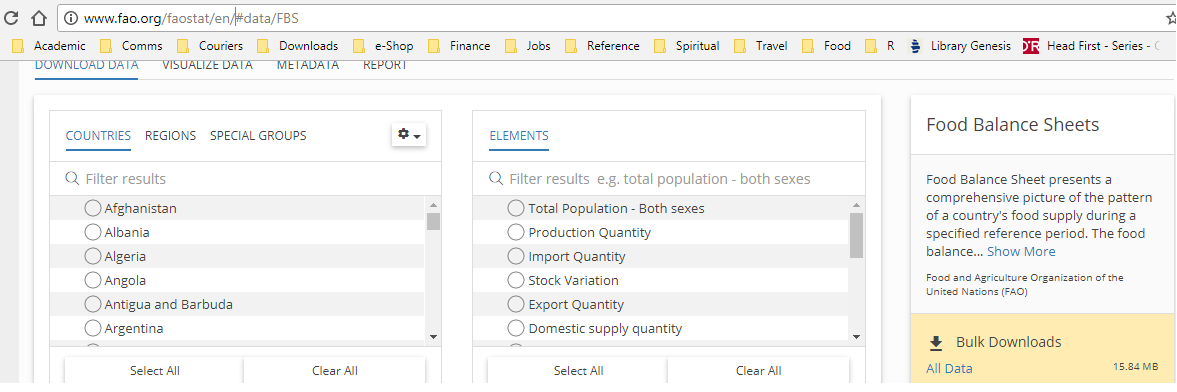 www.fao.org/faostat/en/#data/FBS
Academic Comms Couriers Downloads e-Shop Finance Jobs Reference Spiritual Travel Food R Library Genesis Head First - Series -
DOWNLOAD DATA VISUALIZE DATA METADATA REPORT
COUNTRIES REGIONS SPECIAL GROUPS
Filter results
Afghanistan
Albania
Algeria
Angola
Antigua and Barbuda
Argentina
Select All Clear All
ELEMENTS
Filter results e.g. total population - both sexes
Total Population - Both sexes
Production Quantity
Import Quantity
Stock Variation
Export Quantity
Domestic supply quantity
Select All Clear All
Food Balance Sheets
Food Balance Sheet presents a
comprehensive picture of the pattern
of a country's food supply during a
specified reference period. The food
balance... Show More
Food and Agriculture Organization of the
United Nations (FAO)
Bulk Downloads
All Data 15.84 MB